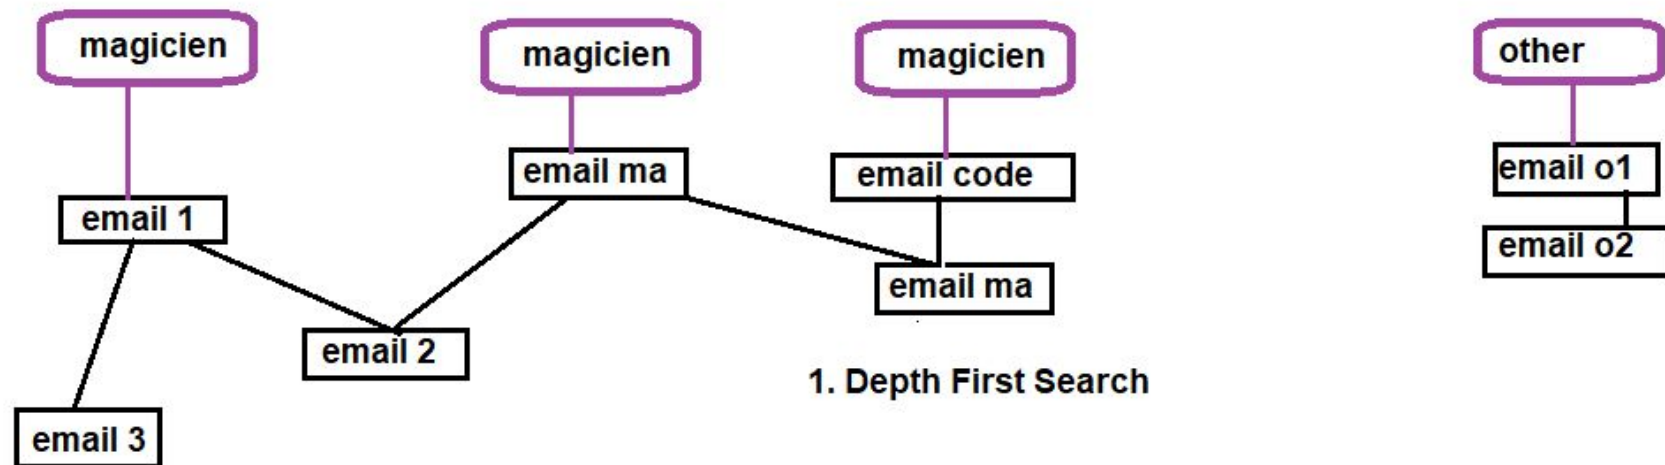 magicien
magicien
magicien
other
email ma
email code
email o1
email 1
email o2
email ma
email 2
1. Depth First Search
email 3